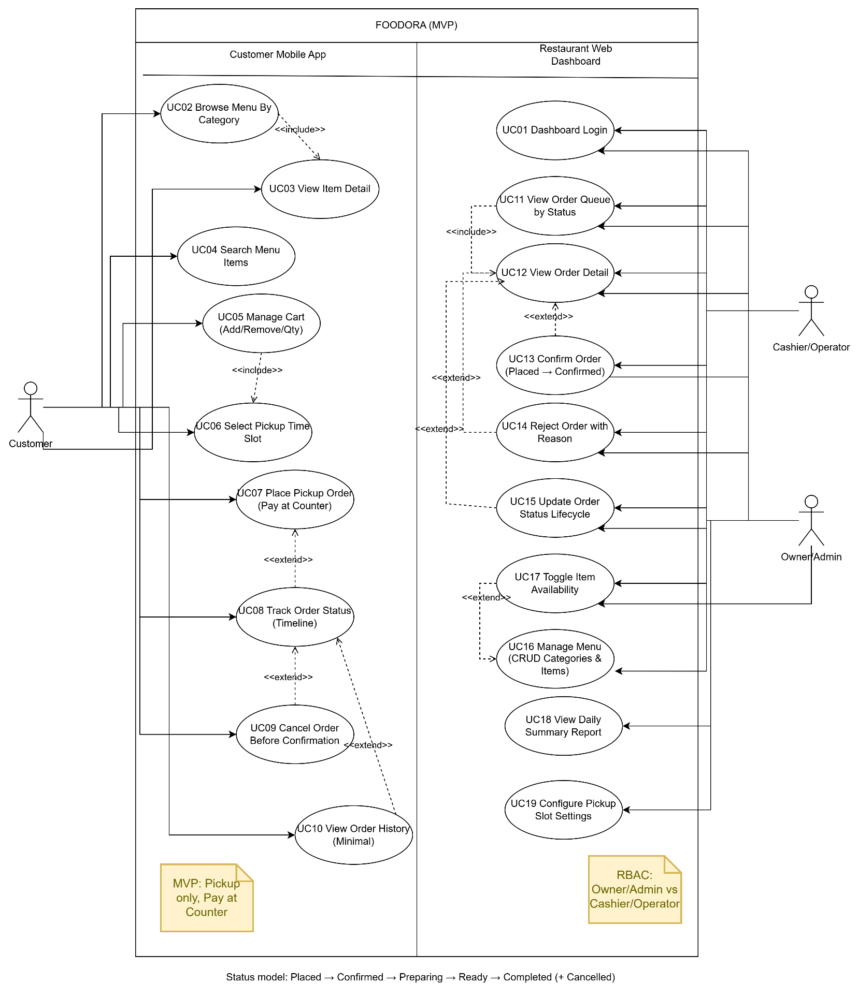 FOODORA (MVP)
Customer Mobile App
Restaurant Web
Dashboard
UC02 Browse Menu By
Category
<<include>>
UC03 View Item Detail
UC04 Search Menu
Items
UC05 Manage Cart
(Add/Remove/Qty)
<<include>>
UC06 Select Pickup Time
Slot
Customer
UC07 Place Pickup Order
(Pay at Counter)
<<extend>>
UC08 Track Order Status
(Timeline)
<<extend>>
UC09 Cancel Order
Before Confirmation
<<extend>>
UC10 View Order History
(Minimal)
MVP: Pickup
only, Pay at
Counter
UC01 Dashboard Login
UC11 View Order Queue
by Status
<<include>>
UC12 View Order Detail
<<extend>>
UC13 Confirm Order
(Placed → Confirmed)
<<extend>>
<<extend>>
UC14 Reject Order with
Reason
UC15 Update Order
Status Lifecycle
UC17 Toggle Item
Availability
<<extend>>
UC16 Manage Menu
(CRUD Categories &
Items)
UC18 View Daily
Summary Report
UC19 Configure Pickup
Slot Settings
RBAC:
Owner/Admin vs
Cashier/Operator
Cashier/Operator
Owner/Admin
Status model: Placed → Confirmed → Preparing → Ready → Completed (+ Cancelled)